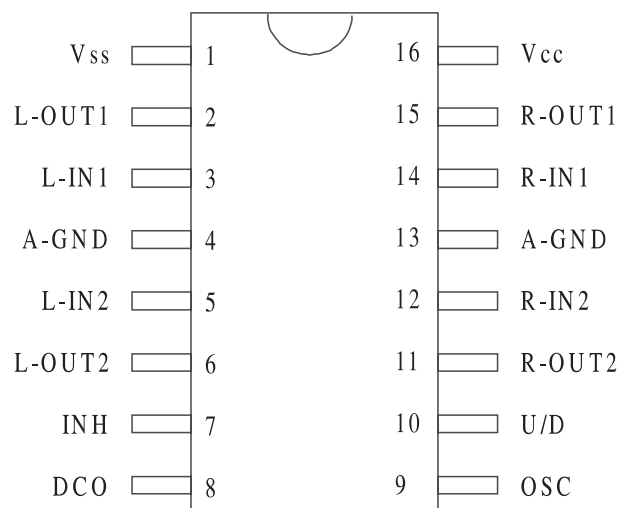 Vss 1 16 Vcc
L-OUT1 2 15 R-OUT1
L-IN1 3 14 R-IN1
A-GND 4 13 A-GND
L-IN2 5 12 R-IN2
L-OUT2 6 11 R-OUT2
INH 7 10 U/D
DCO 8 9 OSC